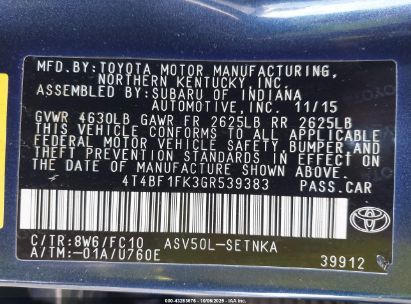 MFD. BY: TOYOTA MOTOR MANUFACTURING,
NORTHERN KENTUCKY, INC.
ASSEMBLED BY: SUBARU OF INDIANA
AUTOMOTIVE, INC. 11/15
GVWR 4630LB GAWR FR 2625LB RR 2625LB
THIS VEHICLE CONFORMS TO ALL APPLICABLE
FEDERAL MOTOR VEHICLE SAFETY, BUMPER, AND
THEFT PREVENTION STANDARDS IN EFFECT ON
THE DATE OF MANUFACTURE SHOWN ABOVE.
4T4BF1FK3GR539383 PASS.CAR
C/TR:8W6/FC10 ASV50L-SETNKA
A/TM:-01A/U760E
39912
TOYOTA